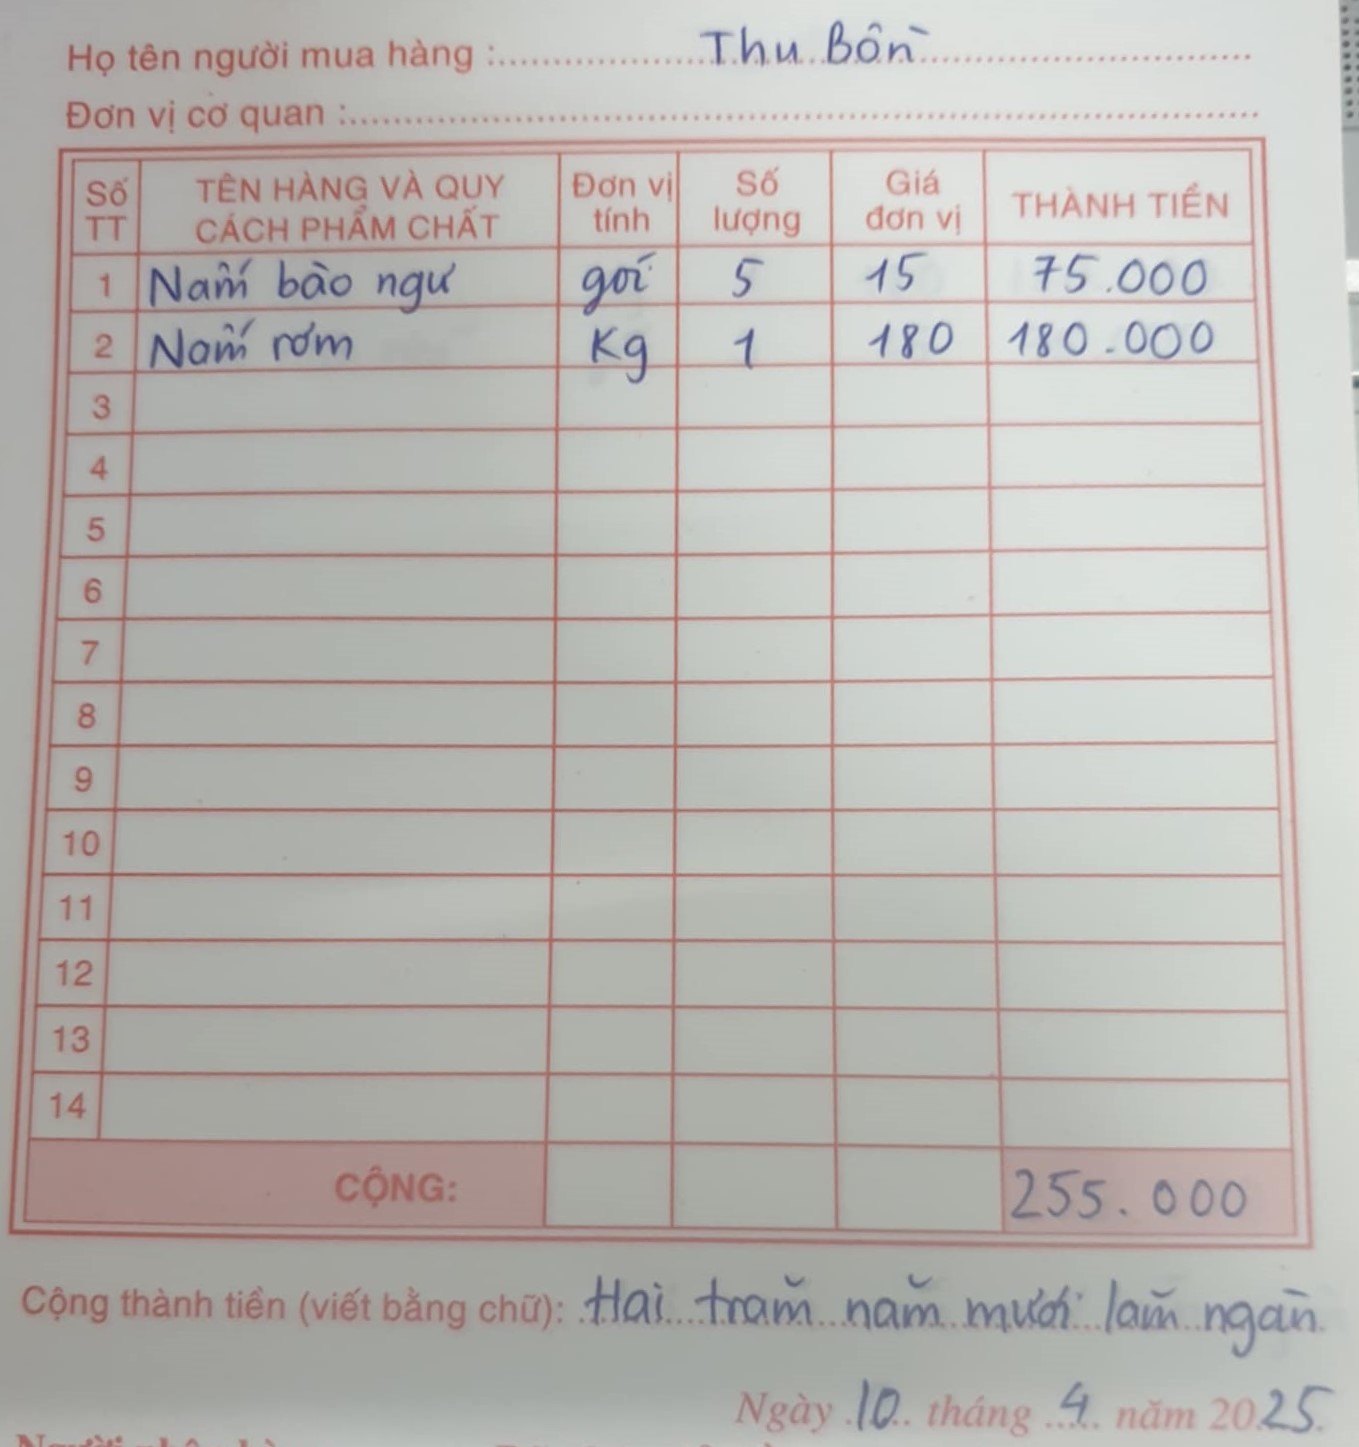 Họ tên người mua hàng : Thu Bồn
Đơn vị cơ quan :
Số TT TÊN HÀNG VÀ QUY CÁCH PHẨM CHẤT Đơn vị tính Số lượng Giá đơn vị THÀNH TIỀN
1 Nấm bào ngư gói 5 15 75.000
2 Nấm rơm Kg 1 180 180.000
3
4
5
6
7
8
9
10
11
12
13
14
CỘNG: 255.000
Cộng thành tiền (viết bằng chữ): Hai trăm năm mươi lăm ngàn
Ngày 10 tháng 4 năm 2025